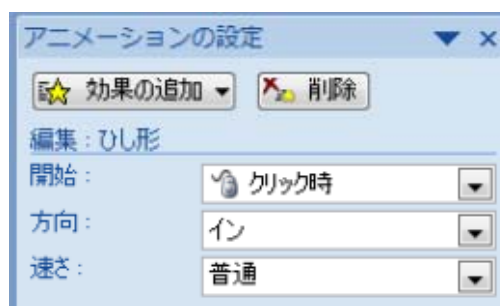 アニメーションの設定
効果の追加 削除
編集：ひし形
開始： クリック時
方向： イン
速さ： 普通